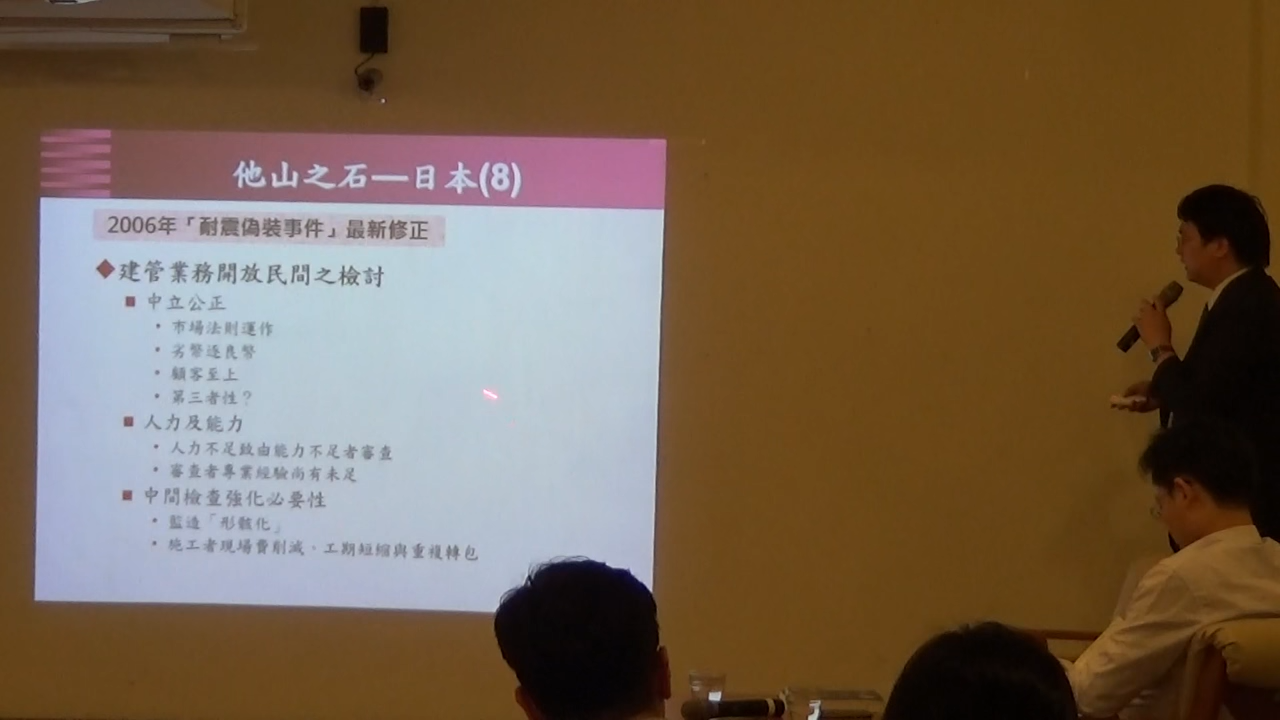 他山之石—日本(8)
2006年「耐震偽裝事件」最新修正
建管業務開放民間之檢討
中立公正
市場法則運作
劣幣逐良幣
顧客至上
第三者性？
人力及能力
人力不足致由能力不足者審查
審查者專業經驗尚有未足
中間檢查強化必要性
監造「形骸化」
施工者現場費削減、工期短縮與重複轉包